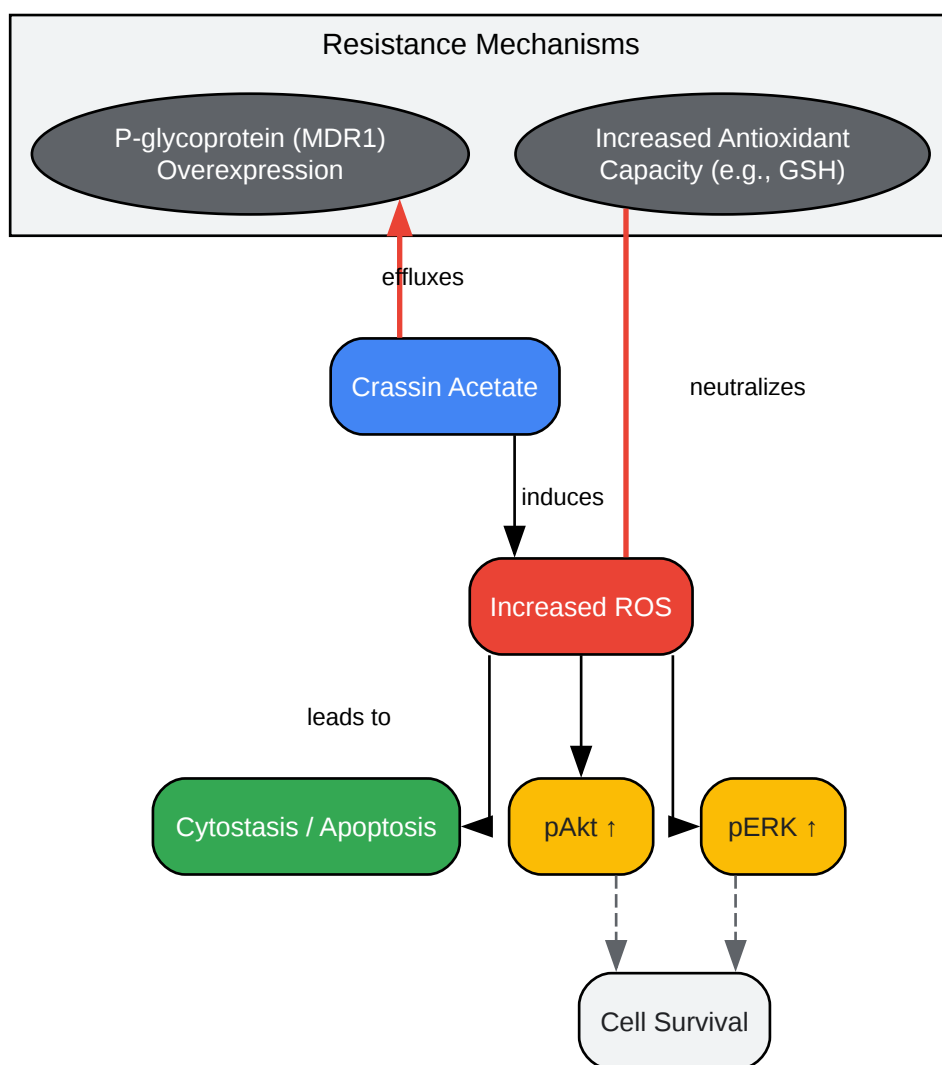 Resistance Mechanisms
P-glycoprotein (MDR1)
Overexpression
Increased Antioxidant
Capacity (e.g., GSH)
effluxes
Crassin Acetate
neutralizes
induces
Increased ROS
leads to
Cytostasis / Apoptosis
pAkt ↑
pERK ↑
Cell Survival